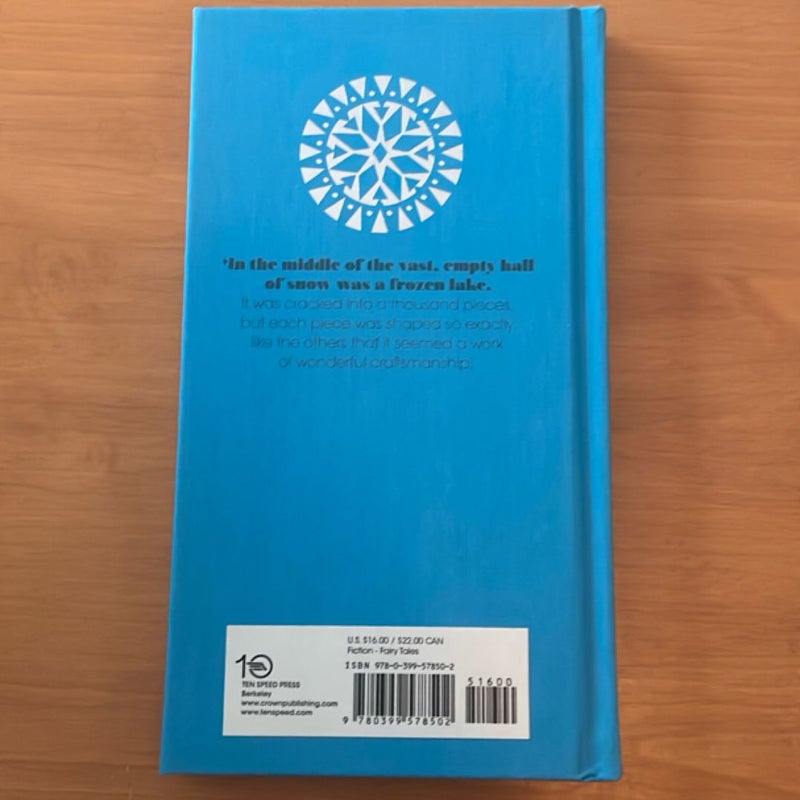 'In the middle of the vast, empty hall
of snow was a frozen lake.
It was cracked into a thousand pieces,
but each piece was shaped so exactly
like the others that it seemed a work
of wonderful craftsmanship.'
U.S. $16.00 / $22.00 CAN
Fiction - Fairy Tales
ISBN 978-0-399-57850-2
51600
10
TEN SPEED PRESS
Berkeley
www.crownpublishing.com
www.tenspeed.com
9 780399 578502